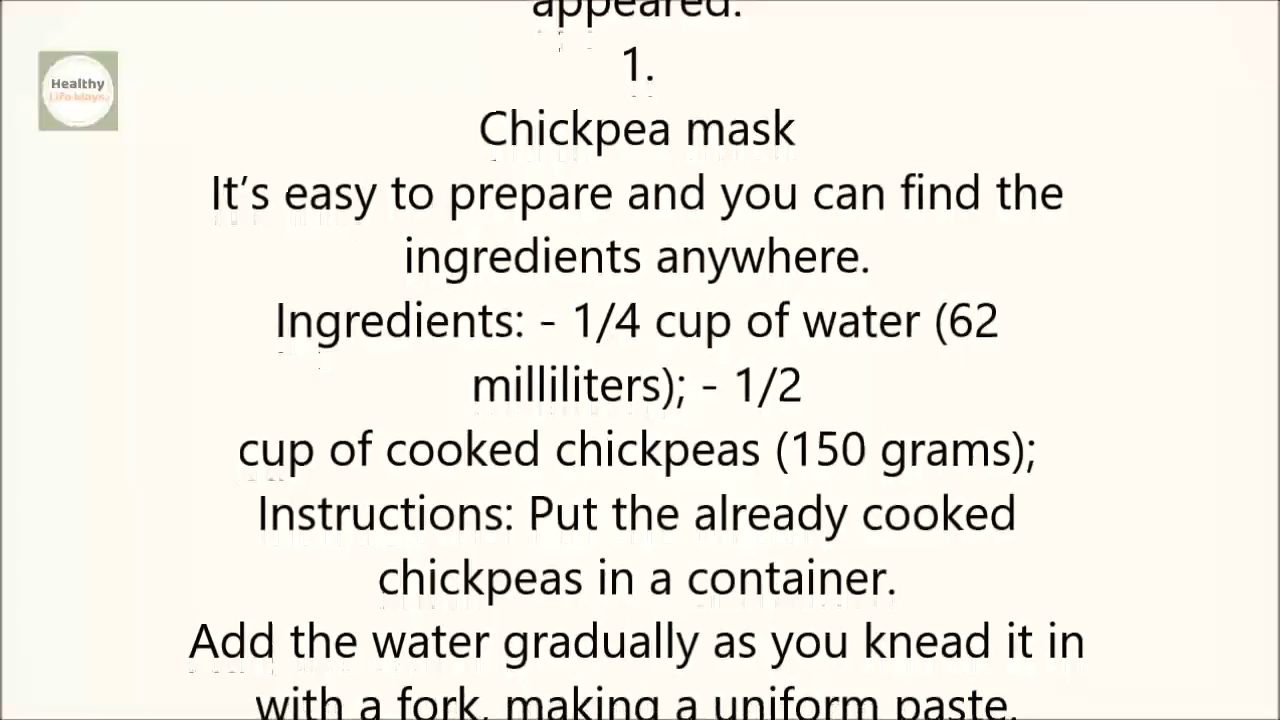 appeared.
Healthy
Life Ways
1.
Chickpea mask
It’s easy to prepare and you can find the
ingredients anywhere.
Ingredients: - 1/4 cup of water (62
milliliters); - 1/2
cup of cooked chickpeas (150 grams);
Instructions: Put the already cooked
chickpeas in a container.
Add the water gradually as you knead it in
with a fork, making a uniform paste.